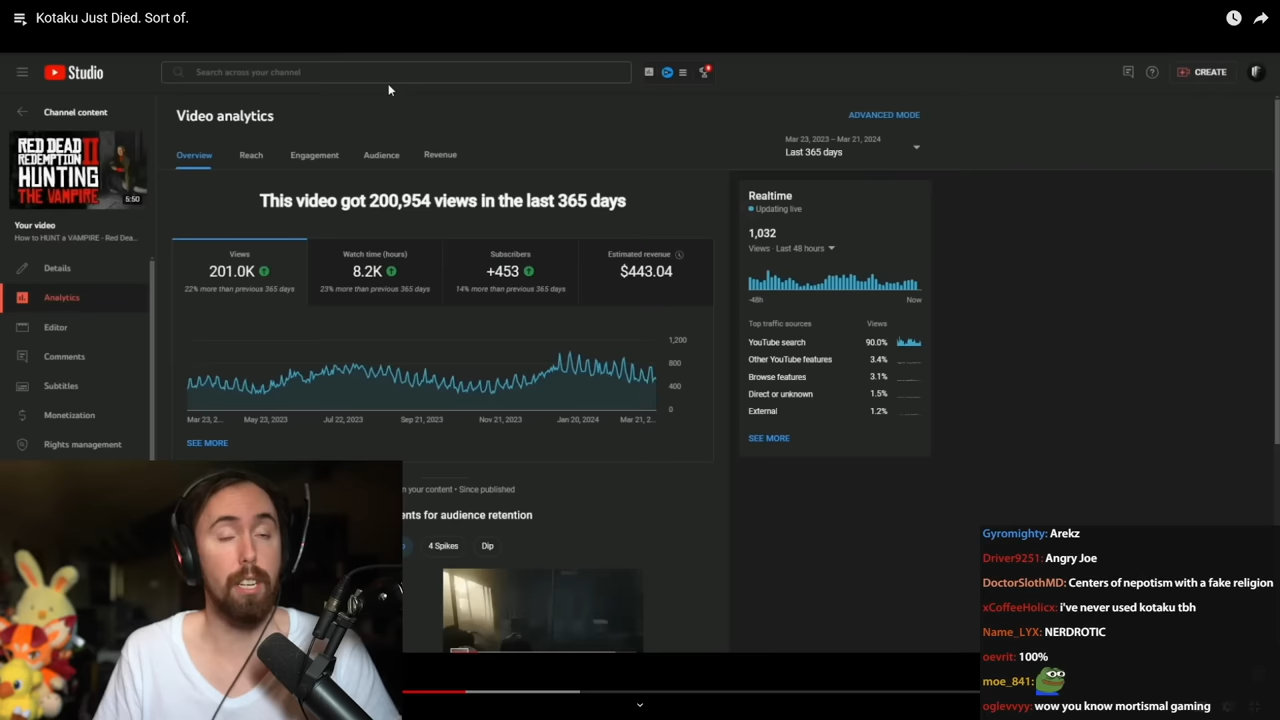 Kotaku Just Died. Sort of.
Studio
Search across your channel
CREATE
Channel content
RED DEAD
REDEMPTION II
HUNTING
THE VAMPIRE
5:50
Your video
How to HUNT a VAMPIRE - Red Dea...
Details
Analytics
Editor
Comments
Subtitles
Monetization
Rights management
Video analytics
ADVANCED MODE
Overview
Reach
Engagement
Audience
Revenue
Mar 23, 2023 – Mar 21, 2024
Last 365 days
This video got 200,954 views in the last 365 days
Views
201.0K
22% more than previous 365 days
Watch time (hours)
8.2K
23% more than previous 365 days
Subscribers
+453
14% more than previous 365 days
Estimated revenue
$443.04
1,200
800
400
0
Mar 23, 2...
May 23, 2023
Jul 22, 2023
Sep 21, 2023
Nov 21, 2023
Jan 20, 2024
Mar 21, 2...
SEE MORE
Realtime
Updating live
1,032
Views · Last 48 hours
-48h
Now
Top traffic sources
Views
YouTube search
90.0%
Other YouTube features
3.4%
Browse features
3.1%
Direct or unknown
1.5%
External
1.2%
SEE MORE
n your content • Since published
nts for audience retention
4 Spikes
Dip
Gyromighty: Arekz
Driver9251: Angry Joe
DoctorSlothMD: Centers of nepotism with a fake religion
xCoffeeHolicx: i've never used kotaku tbh
Name_LYX: NERDROTIC
oevrit: 100%
moe_841:
oglevvyy: wow you know mortismal gaming